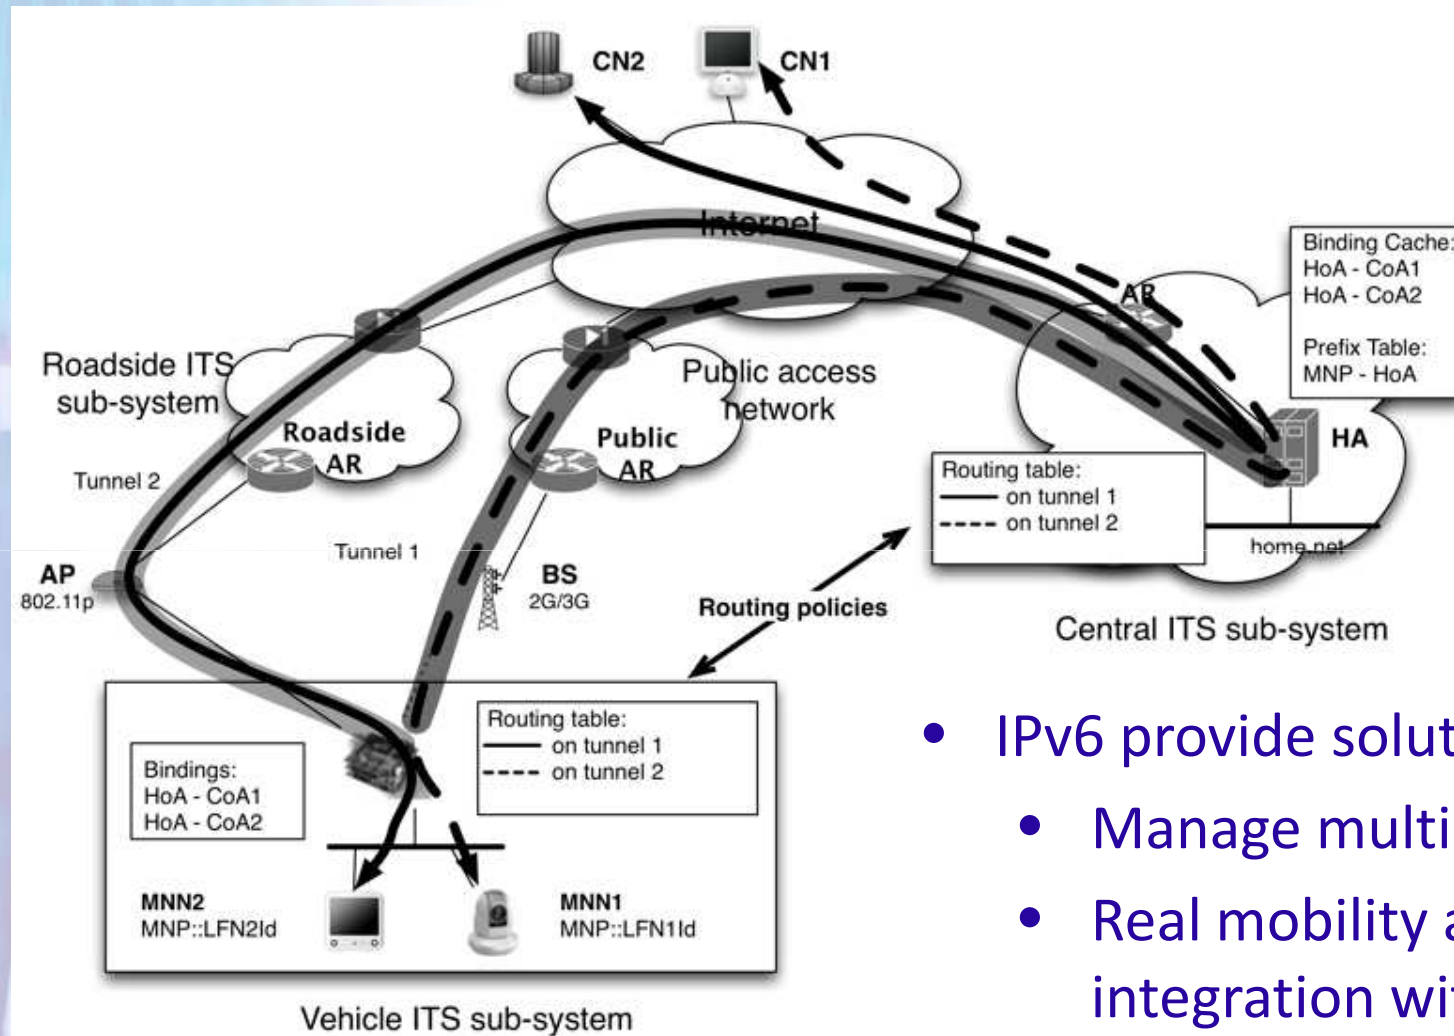 CN2
CN1
Internet
Binding Cache:
HoA - CoA1
HoA - CoA2
Prefix Table:
MNP - HoA
AR
HA
Roadside ITS
sub-system
Public access
network
Roadside
AR
Public
AR
Tunnel 2
Tunnel 1
Routing table:
on tunnel 1
on tunnel 2
home.net
AP
802.11p
BS
2G/3G
Routing policies
Central ITS sub-system
Routing table:
on tunnel 1
on tunnel 2
Bindings:
HoA - CoA1
HoA - CoA2
MNN2
MNP::LFN2Id
MNN1
MNP::LFN1Id
Vehicle ITS sub-system
• IPv6 provide
• Manage
• Real mobility
integration